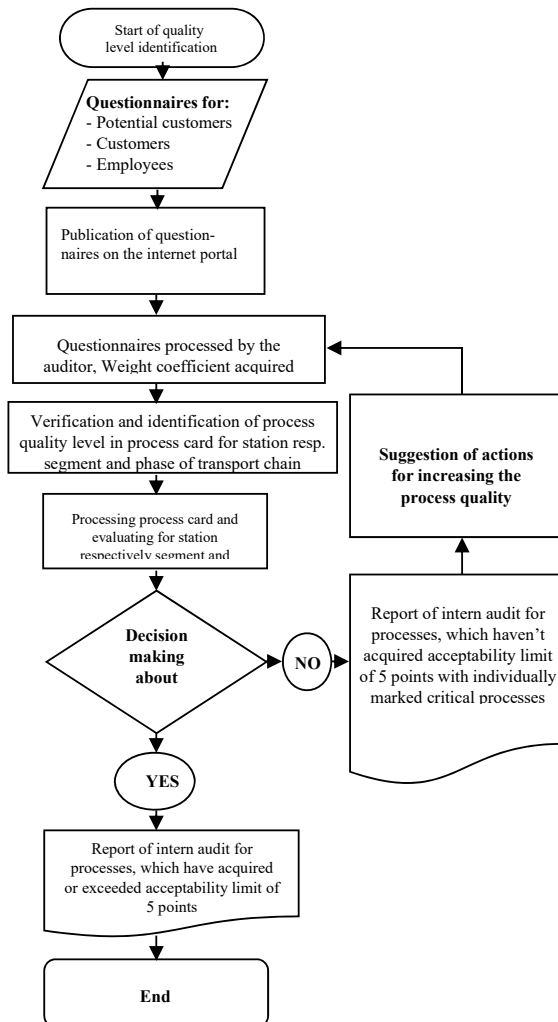 Start of quality
level identification
Questionnaires for:
- Potential customers
- Customers
- Employees
Publication of question-
naires on the internet portal
Questionnaires processed by the
auditor, Weight coefficient acquired
Verification and identification of process
quality level in process card for station resp.
segment and phase of transport chain
Processing process card and
evaluating for station
respectively segment and
Decision
making
about
NO
YES
Report of intern audit for
processes, which have acquired
or exceeded acceptability limit of
5 points
End
Suggestion of actions
for increasing the
process quality
Report of intern audit for
processes, which haven’t
acquired acceptability limit
of 5 points with individually
marked critical processes